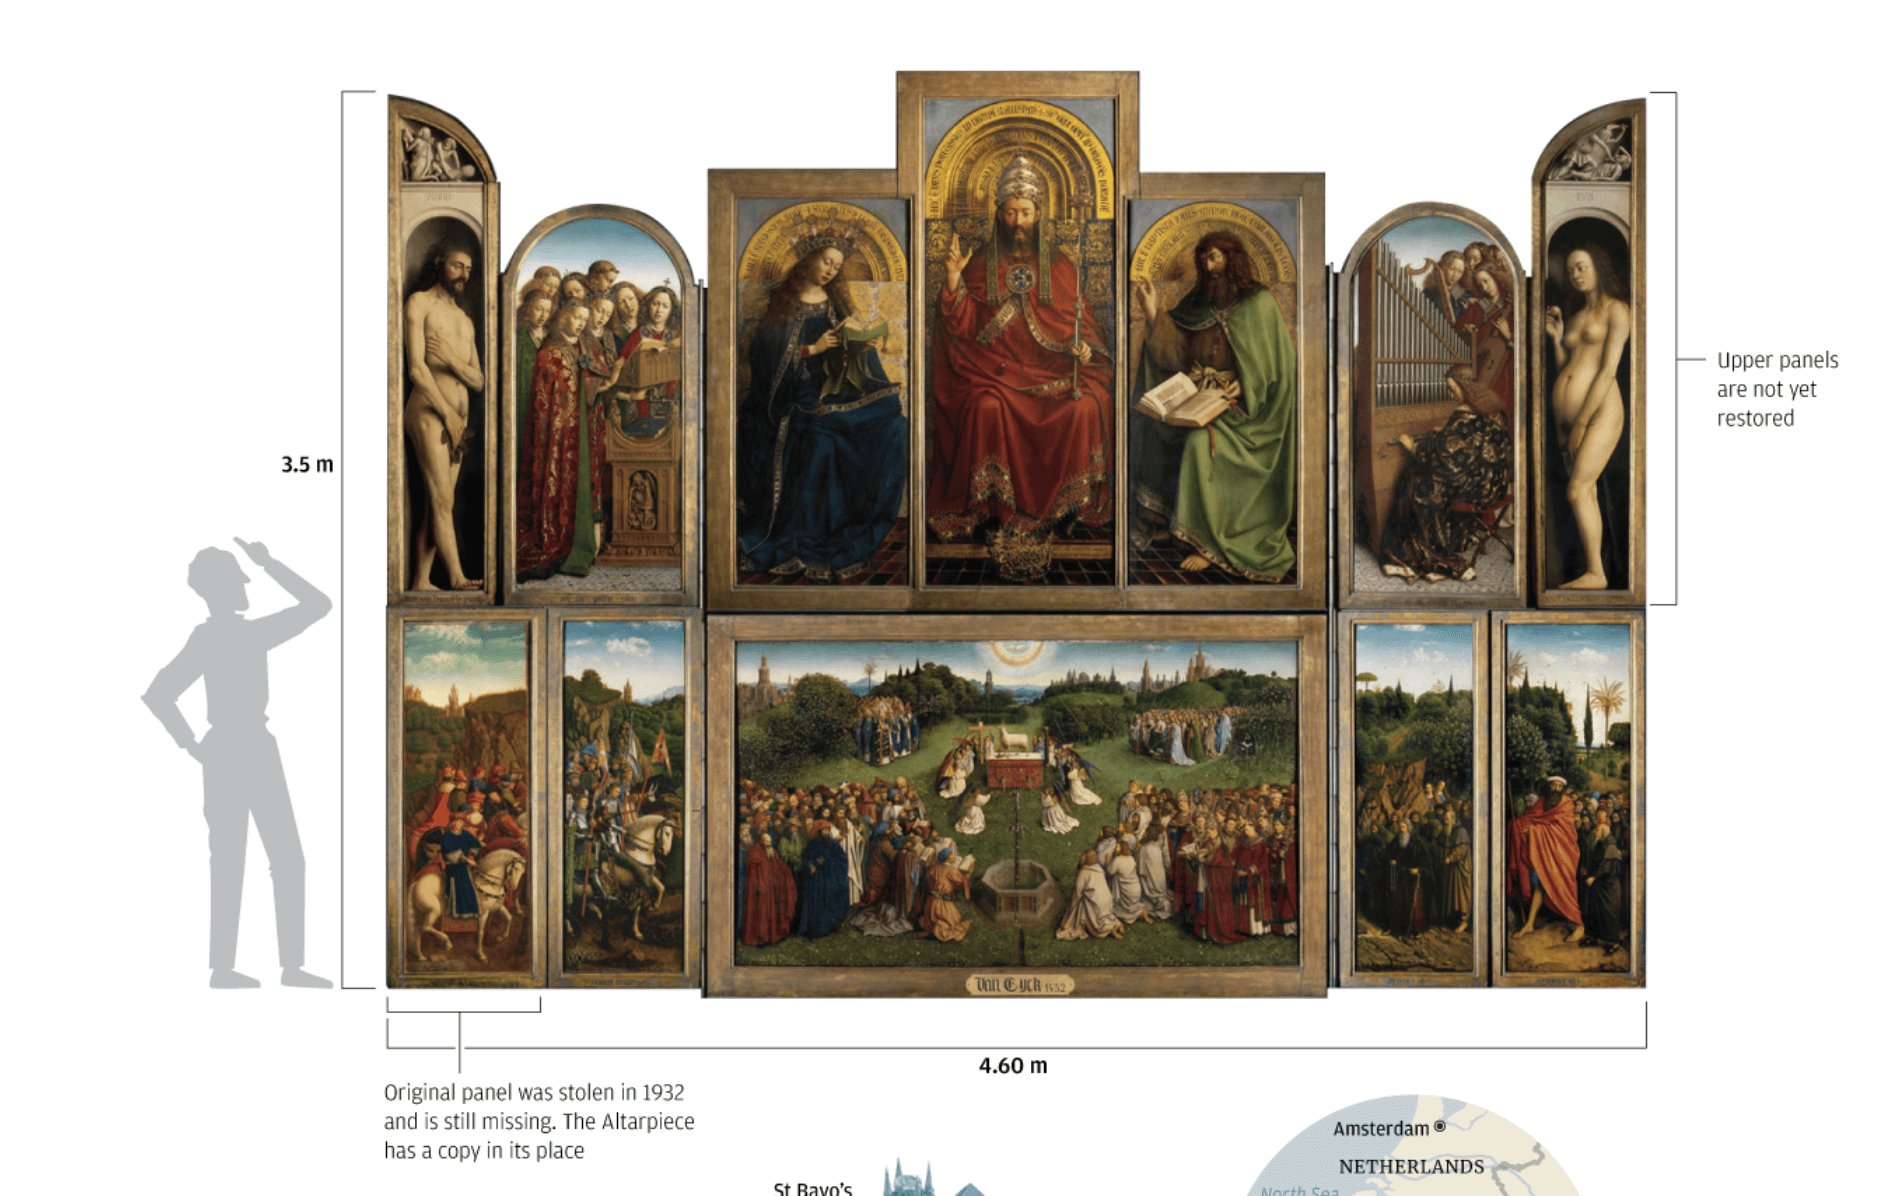 3.5 m
Upper panels
are not yet
restored
Van Eyck 1432
4.60 m
Original panel was stolen in 1932
and is still missing. The Altarpiece
has a copy in its place
Amsterdam
NETHERLANDS
North Sea
St Bavo's